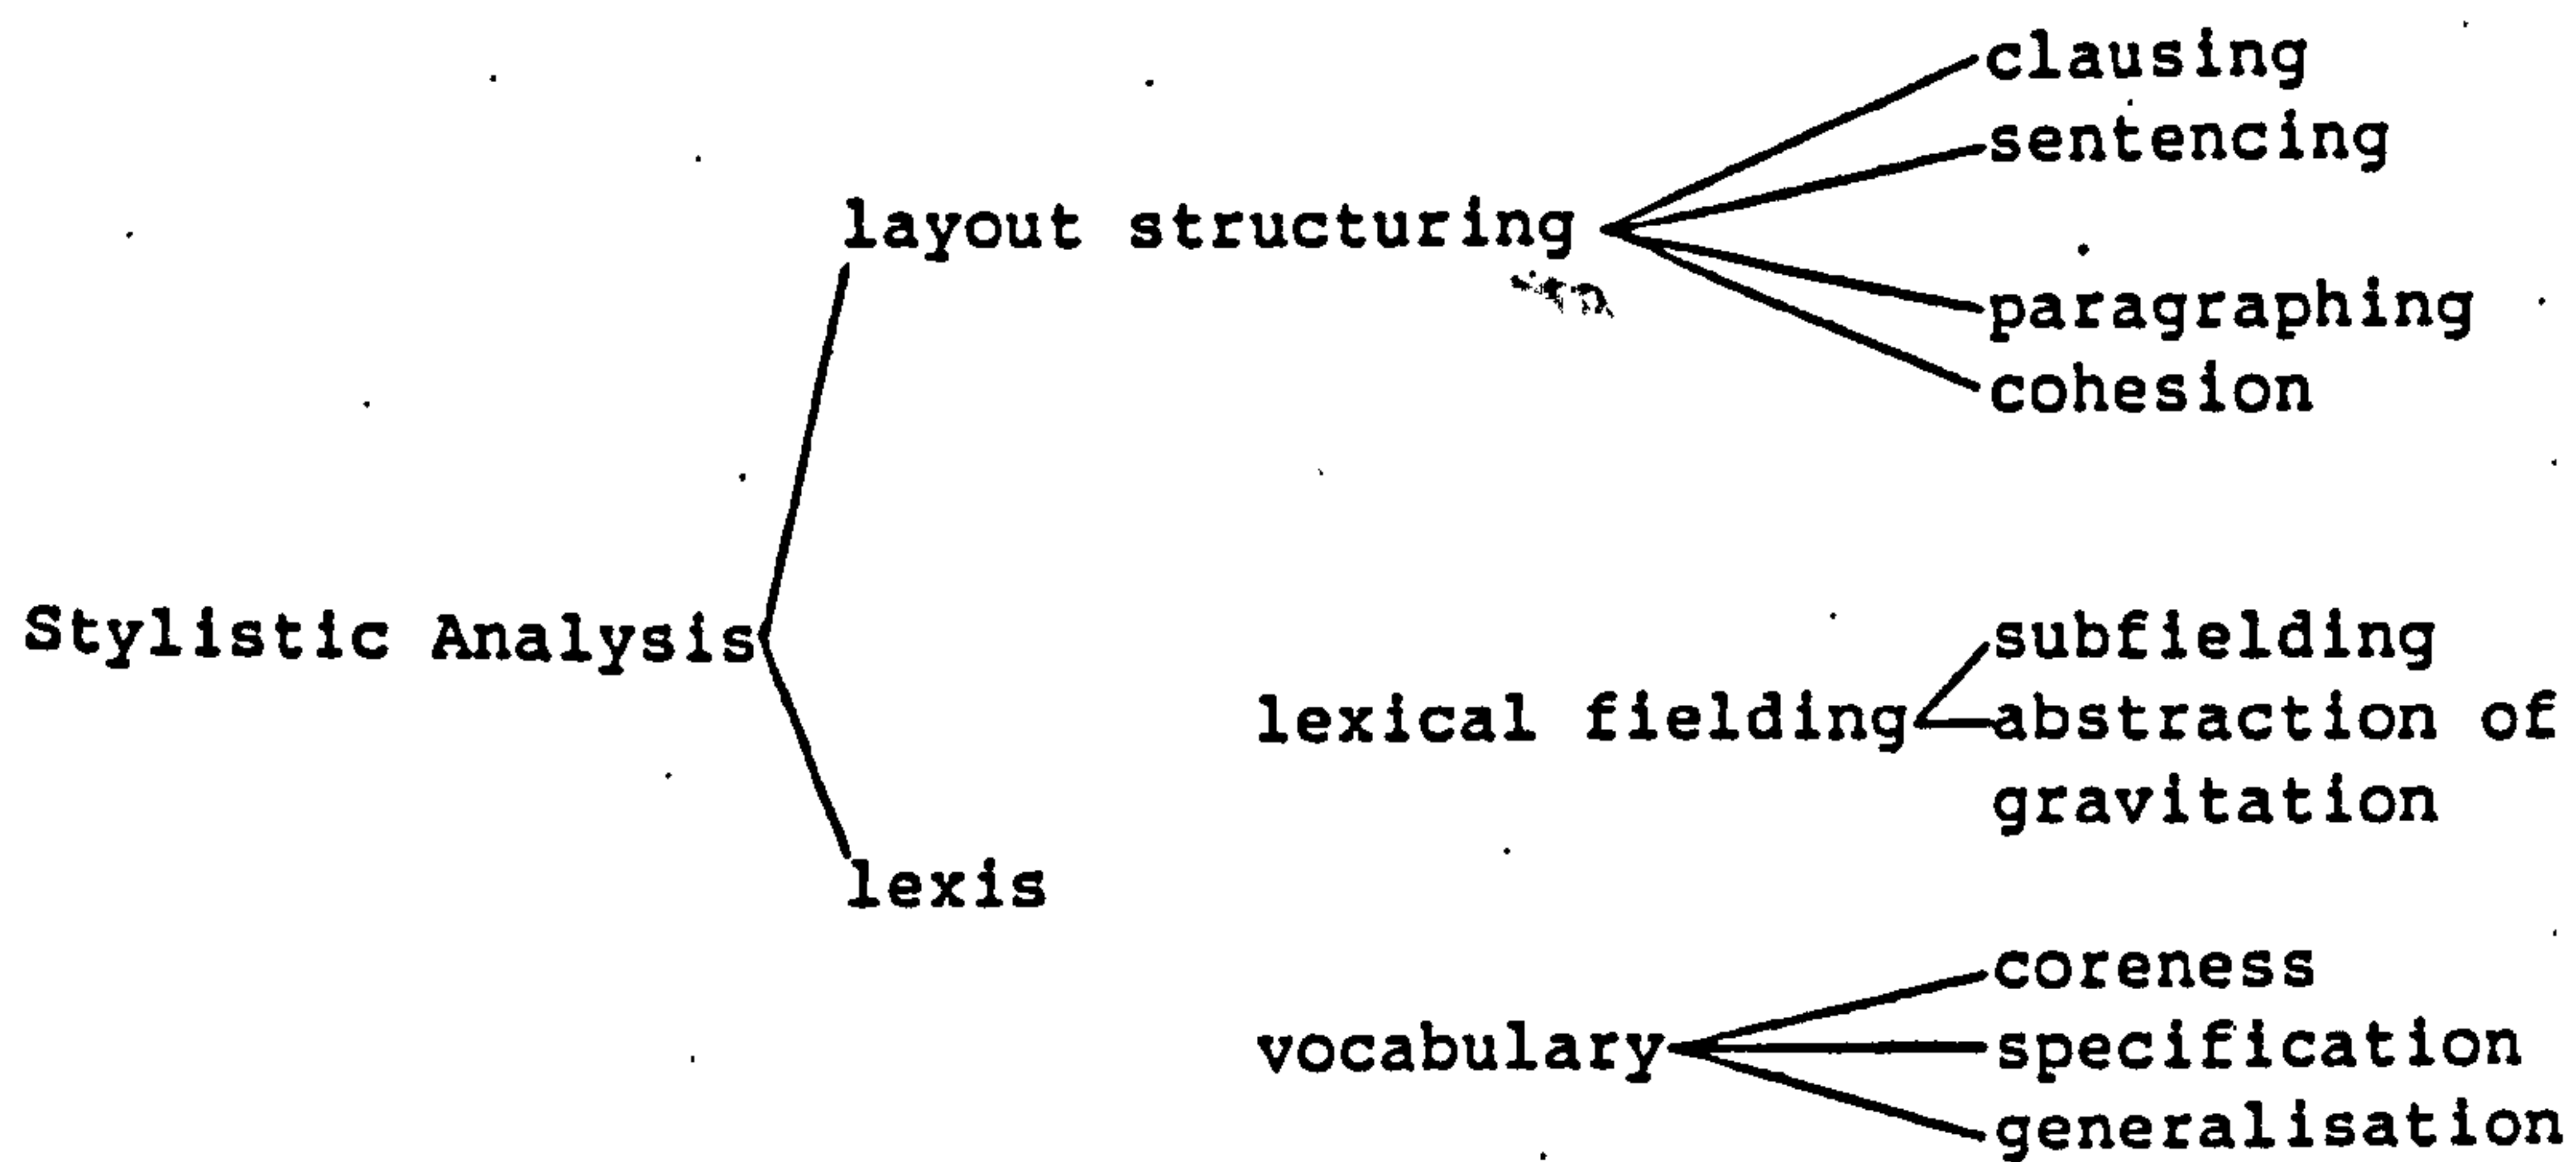 clausing
sentencing
layout structuring
paragraphing
cohesion
Stylistic Analysis
subfielding
lexical fielding
abstraction of
gravitation
lexis
coreness
vocabulary
specification
generalisation